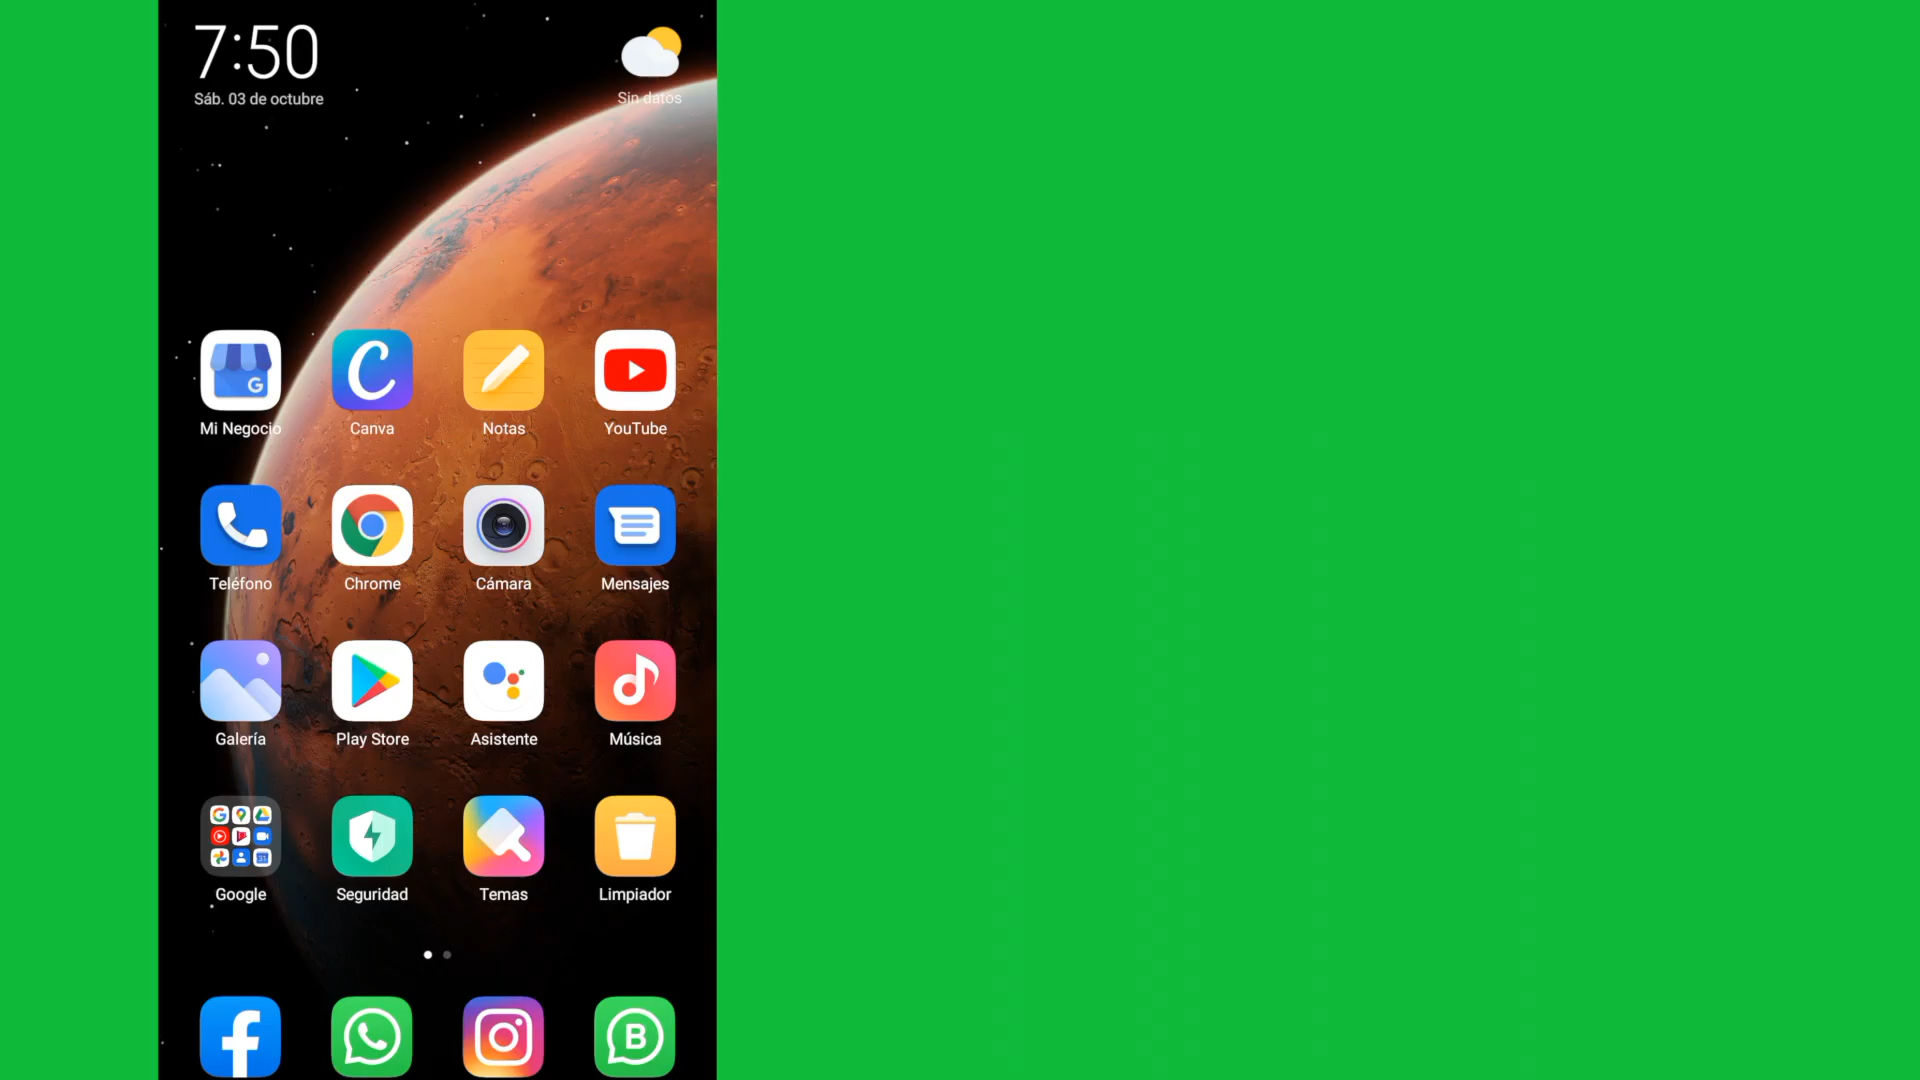 7:50
Sáb. 03 de octubre
Sin datos
Mi Negocio
Canva
Notas
YouTube
Teléfono
Chrome
Cámara
Mensajes
Galería
Play Store
Asistente
Música
Google
Seguridad
Temas
Limpiador